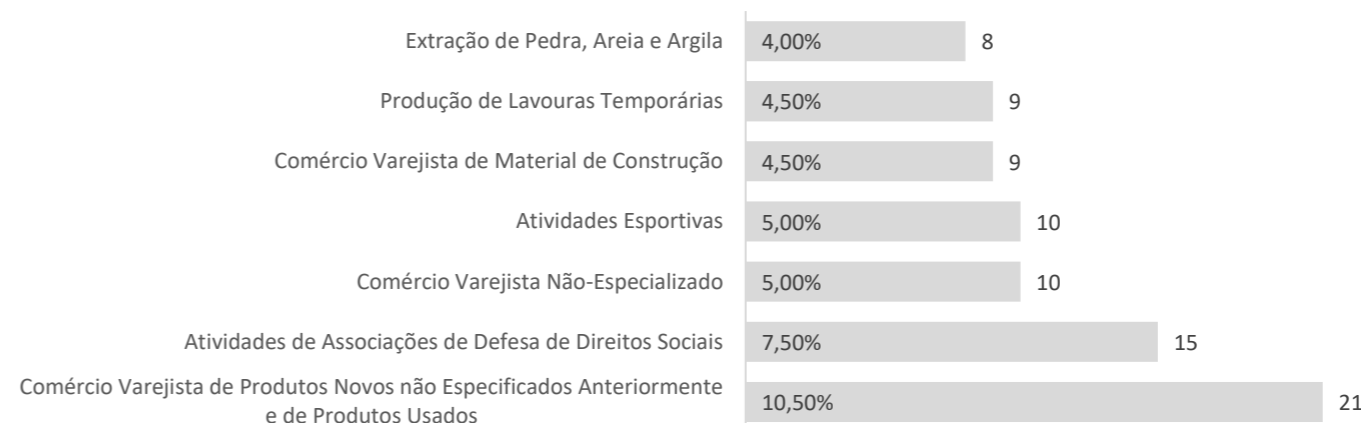 Extração de Pedra, Areia e Argila 4,00% 8
Produção de Lavouras Temporárias 4,50% 9
Comércio Varejista de Material de Construção 4,50% 9
Atividades Esportivas 5,00% 10
Comércio Varejista Não-Especializado 5,00% 10
Atividades de Associações de Defesa de Direitos Sociais 7,50% 15
Comércio Varejista de Produtos Novos não Especificados Anteriormente
e de Produtos Usados 10,50% 21